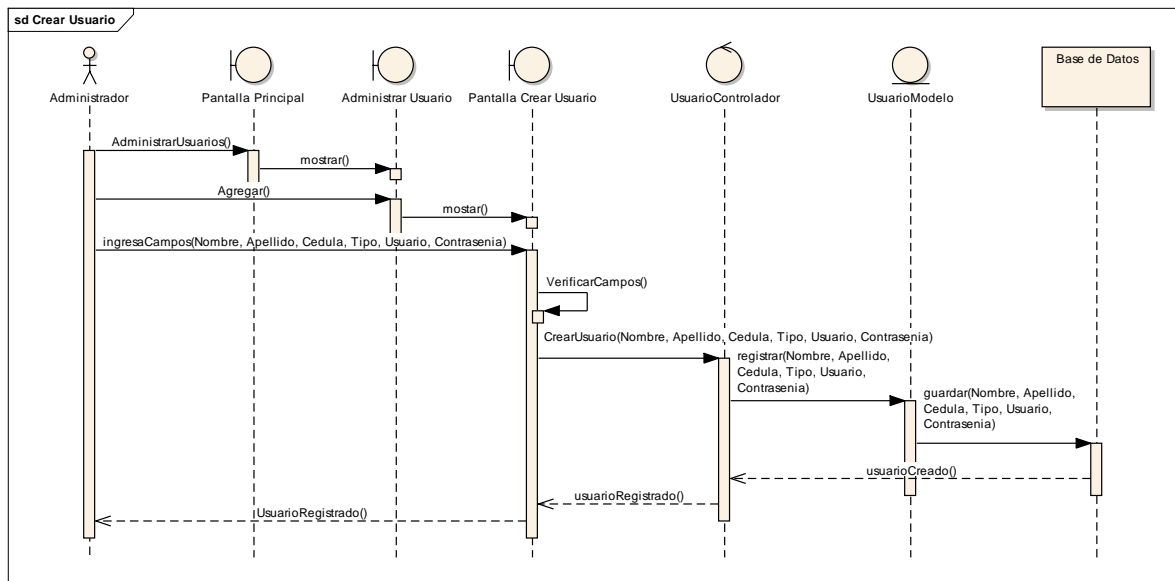 sd Crear Usuario
Administrador
Pantalla Principal
Administrar Usuario
Pantalla Crear Usuario
UsuarioControlador
UsuarioModelo
Base de Datos
AdministrarUsuarios()
mostrar()
Agregar()
mostar()
ingresaCampos(Nombre, Apellido, Cedula, Tipo, Usuario, Contrasenia)
VerificarCampos()
CrearUsuario(Nombre, Apellido, Cedula, Tipo, Usuario, Contrasenia)
registrar(Nombre, Apellido,
Cedula, Tipo, Usuario,
Contrasenia)
guardar(Nombre, Apellido,
Cedula, Tipo, Usuario,
Contrasenia)
usuarioCreado()
usuarioRegistrado()
UsuarioRegistrado()